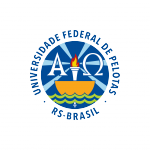 UNIVERSIDADE FEDERAL DE PELOTAS
Α Ω
RS-BRASIL